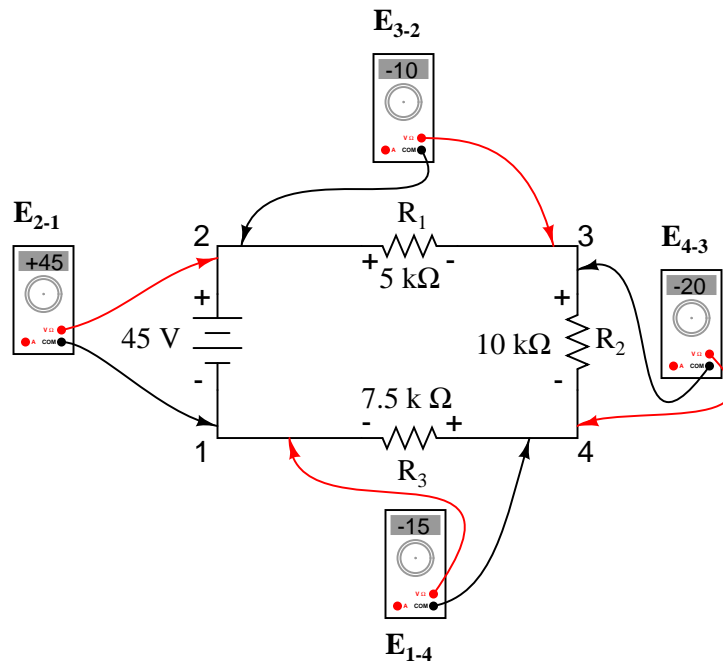 E3-2
-10
V Ω
A COM
E2-1
2
R1
3
E4-3
+45
+ -
5 kΩ
-20
+
+
V Ω
A COM
45 V
10 kΩ
R2
V Ω
A COM
-
7.5 k Ω
-
1
- +
4
R3
-15
V Ω
A COM
E1-4